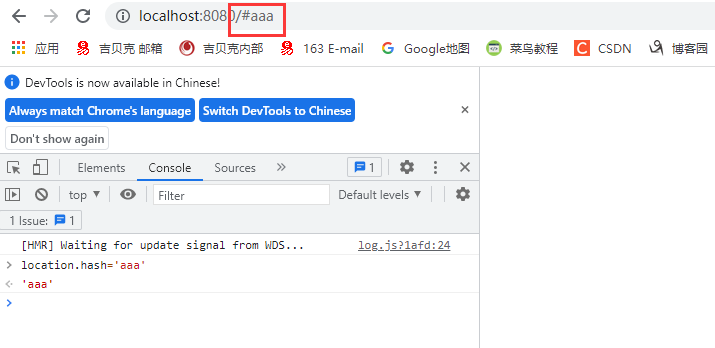 localhost:8080/#aaa
应用 吉贝克 邮箱 吉贝克内部 163 E-mail Google地图 菜鸟教程 CSDN 博客园
DevTools is now available in Chinese!
Always match Chrome's language Switch DevTools to Chinese
Don't show again
Elements Console Sources 1
top Filter Default levels
1 Issue: 1
[HMR] Waiting for update signal from WDS... log.js?1afd:24
location.hash='aaa'
'aaa'